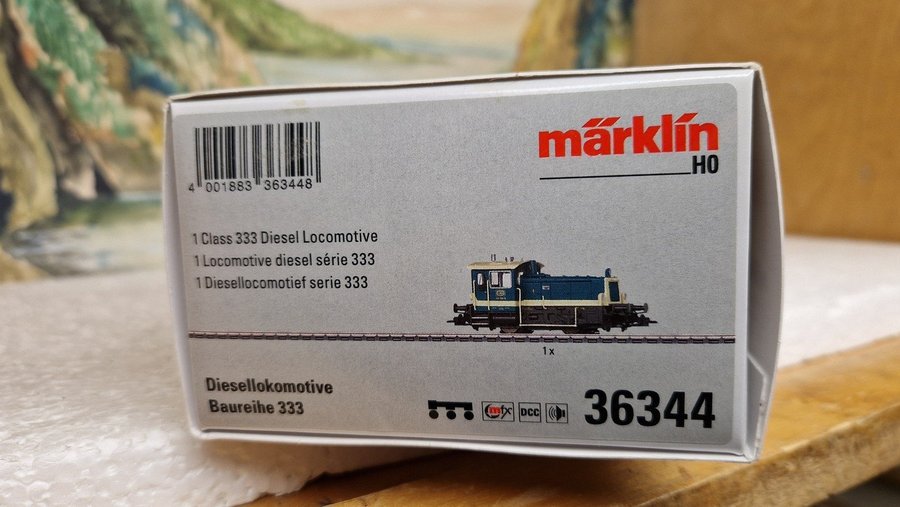 märklin
H0
4 001883 363448
1 Class 333 Diesel Locomotive
1 Locomotive diesel série 333
1 Diesellocomotief serie 333
1 x
Diesellokomotive
Baureihe 333
mfx
DCC
36344